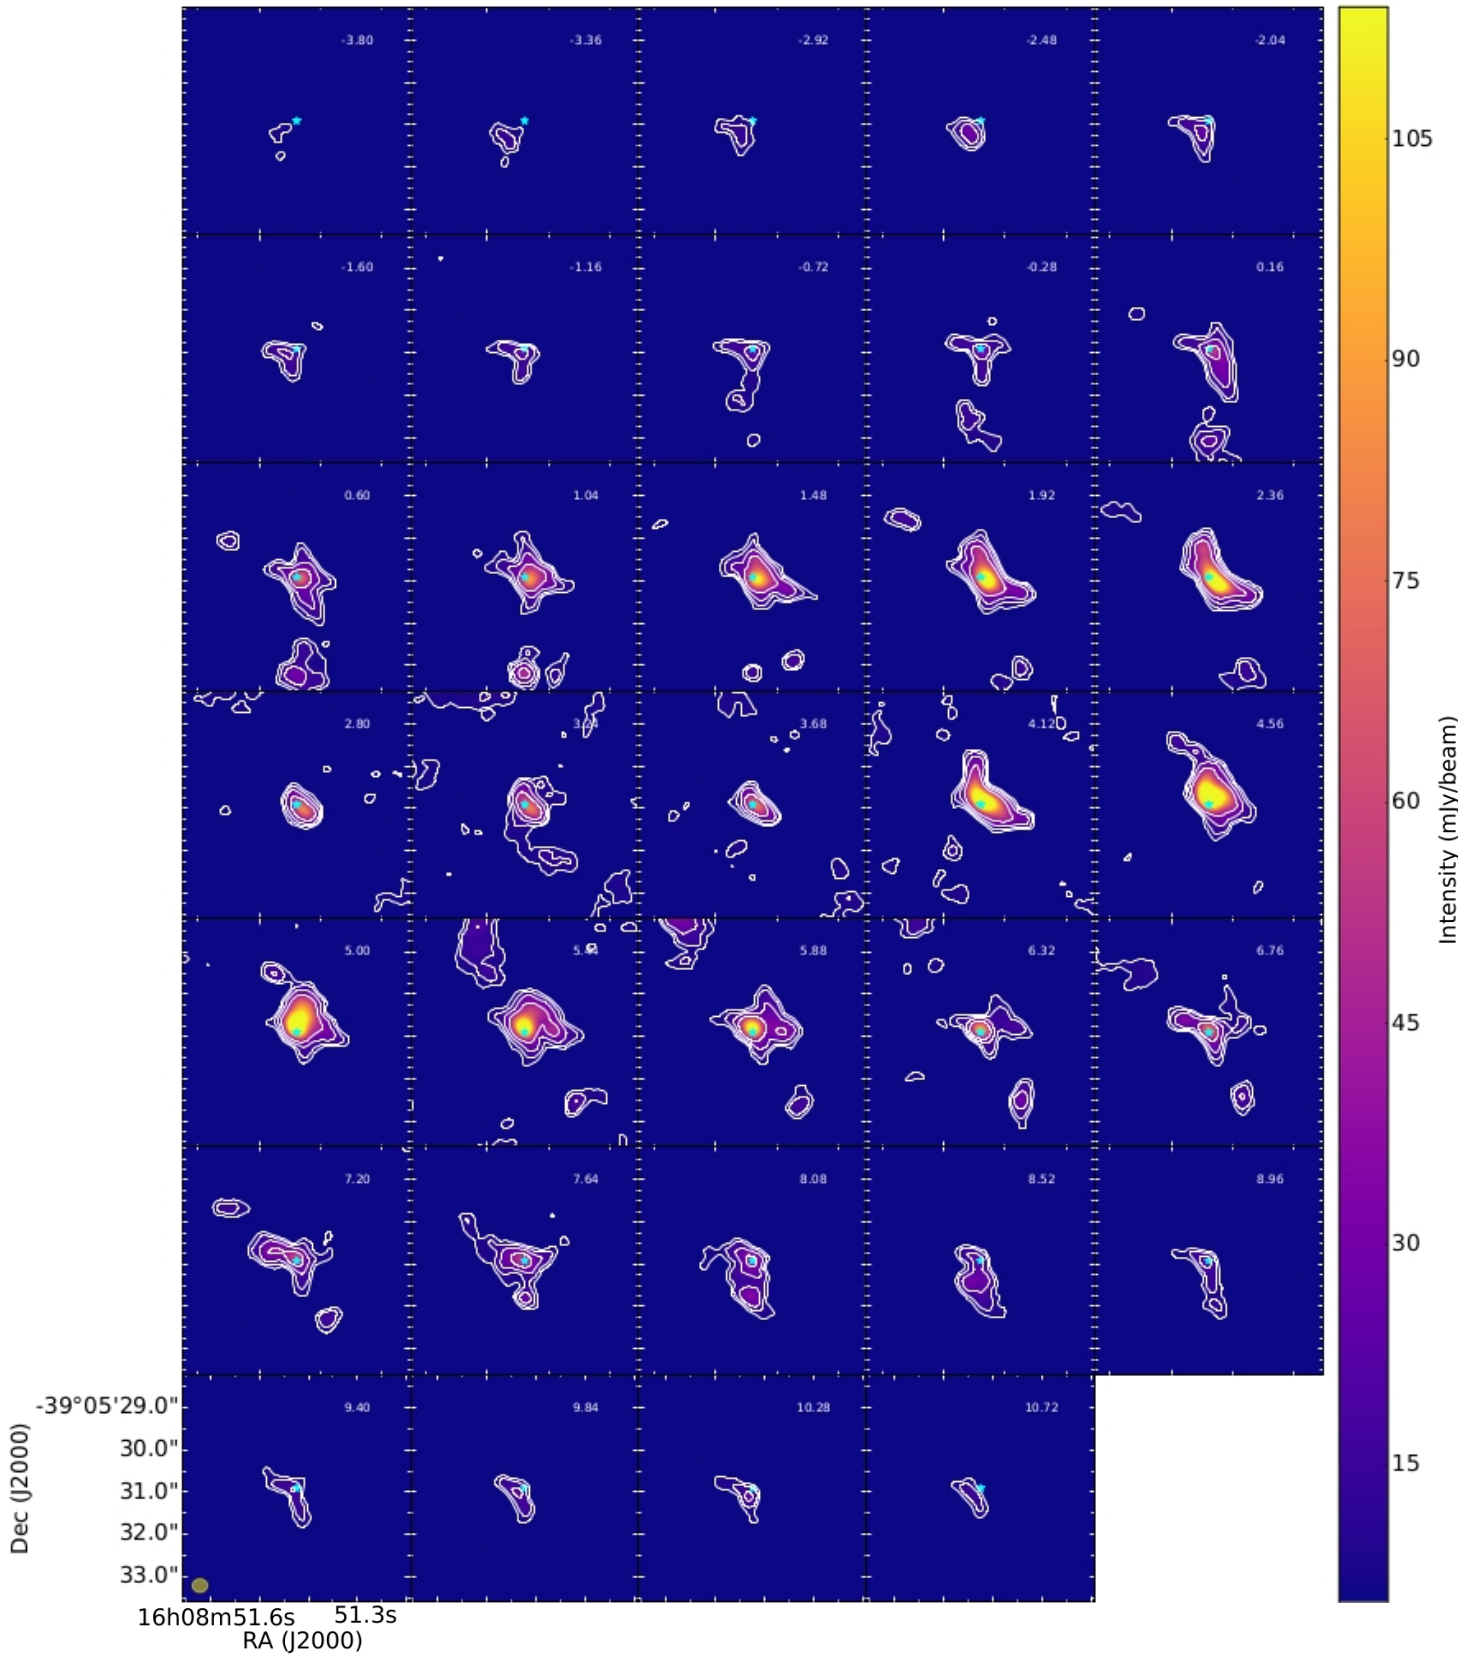 -3.80 -3.36 -2.92 -2.48 -2.04
105
-1.60 -1.16 -0.72 -0.28 0.16
90
0.60 1.04 1.48 1.92 2.36
75
2.80 3.24 3.68 4.12 4.56
Intensity (mJy/beam)
60
5.00 5.44 5.88 6.32 6.76
45
7.20 7.64 8.08 8.52 8.96
30
-39°05'29.0" 9.40 9.84 10.28 10.72
30.0"
15
31.0"
Dec (J2000)
32.0"
33.0"
16h08m51.6s 51.3s
RA (J2000)